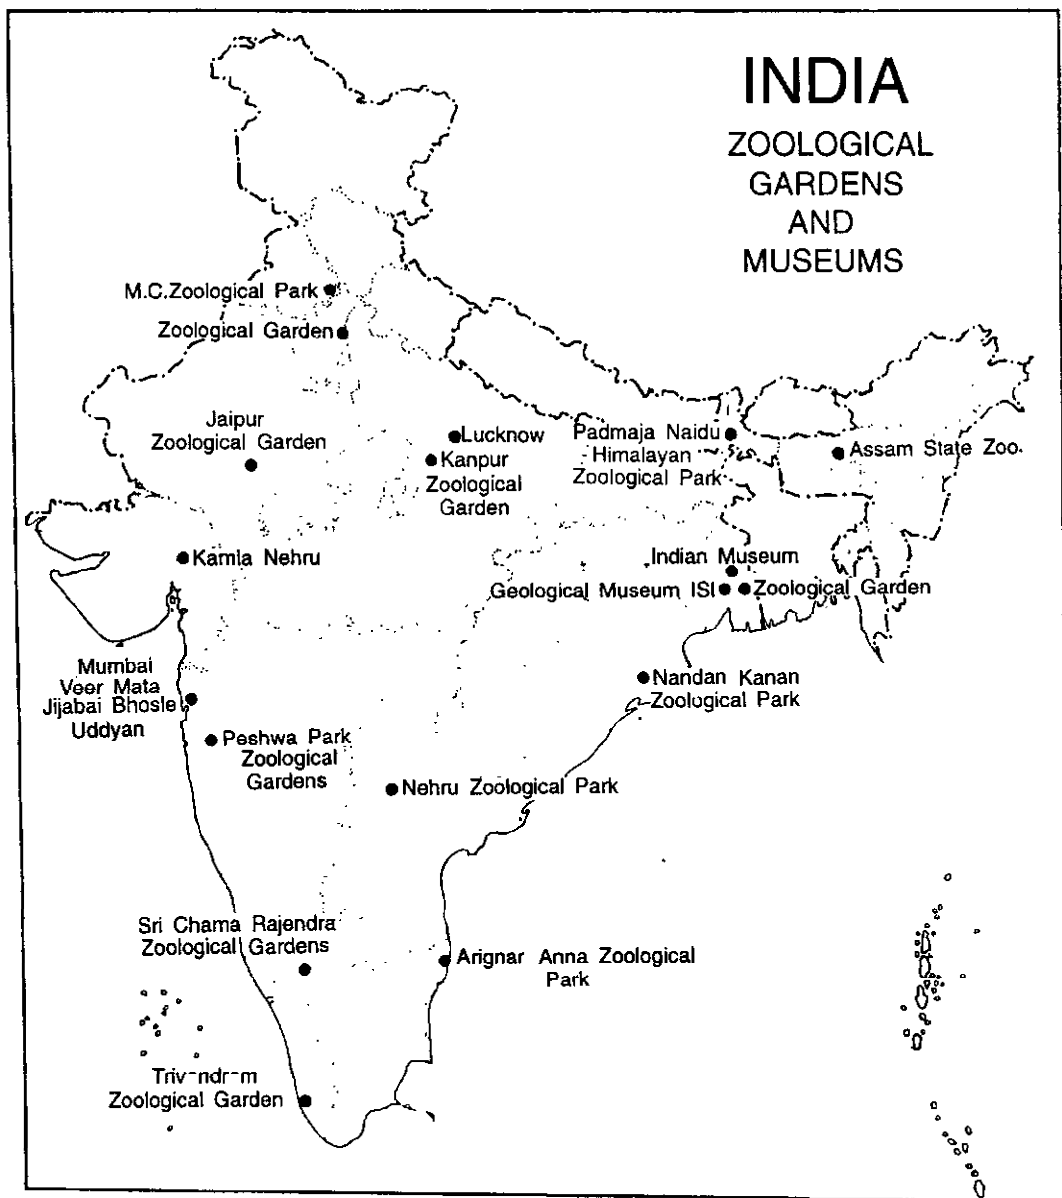 INDIA
ZOOLOGICAL
GARDENS
AND
MUSEUMS
M.C.Zoological Park
Zoological Garden
Jaipur
Zoological Garden
Lucknow
Kanpur
Zoological
Garden
Padmaja Naidu
Himalayan
Zoological Park
Assam State Zoo.
Kamla Nehru
Indian Museum
Geological Museum ISI
Zoological Garden
Mumbai
Veer Mata
Jijabai Bhosle
Uddyan
Nandan Kanan
Zoological Park
Peshwa Park
Zoological
Gardens
Nehru Zoological Park
Sri Chama Rajendra
Zoological Gardens
Arignar Anna Zoological
Park
Zoological Garden